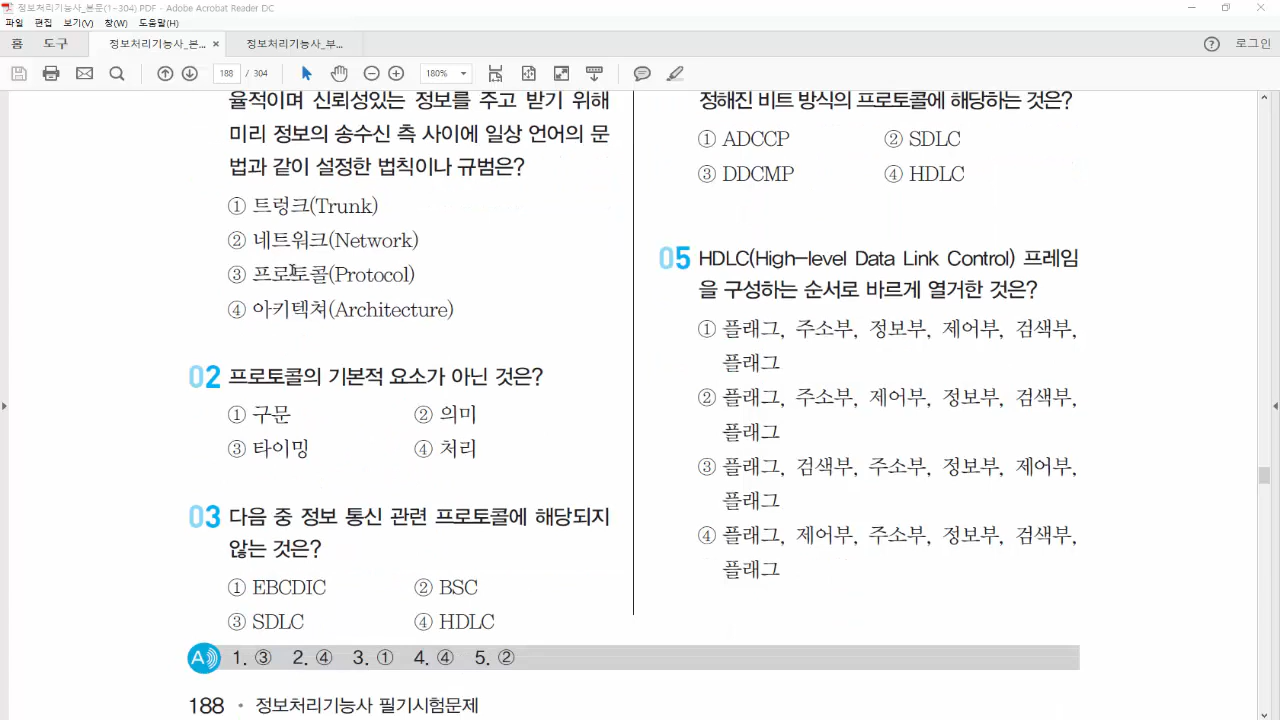 정보처리기능사_본문(1~304) PDF - Adobe Acrobat Reader DC
파일 편집 보기(V) 창(W) 도움말(H)
홈 도구 정보처리기능사_본... × 정보처리기능사_부... 로그인
188 / 304 180%
율적이며 신뢰성있는 정보를 주고 받기 위해
미리 정보의 송수신 측 사이에 일상 언어의 문
법과 같이 설정한 법칙이나 규범은?
① 트렁크(Trunk)
② 네트워크(Network)
③ 프로토콜(Protocol)
④ 아키텍쳐(Architecture)
02 프로토콜의 기본적 요소가 아닌 것은?
① 구문 ② 의미
③ 타이밍 ④ 처리
03 다음 중 정보 통신 관련 프로토콜에 해당되지
않는 것은?
① EBCDIC ② BSC
③ SDLC ④ HDLC
정해진 비트 방식의 프로토콜에 해당하는 것은?
① ADCCP ② SDLC
③ DDCMP ④ HDLC
05 HDLC(High-level Data Link Control) 프레임
을 구성하는 순서로 바르게 열거한 것은?
① 플래그, 주소부, 정보부, 제어부, 검색부,
플래그
② 플래그, 주소부, 제어부, 정보부, 검색부,
플래그
③ 플래그, 검색부, 주소부, 정보부, 제어부,
플래그
④ 플래그, 제어부, 주소부, 정보부, 검색부,
플래그
A 1. ③ 2. ④ 3. ① 4. ④ 5. ②
188 · 정보처리기능사 필기시험문제